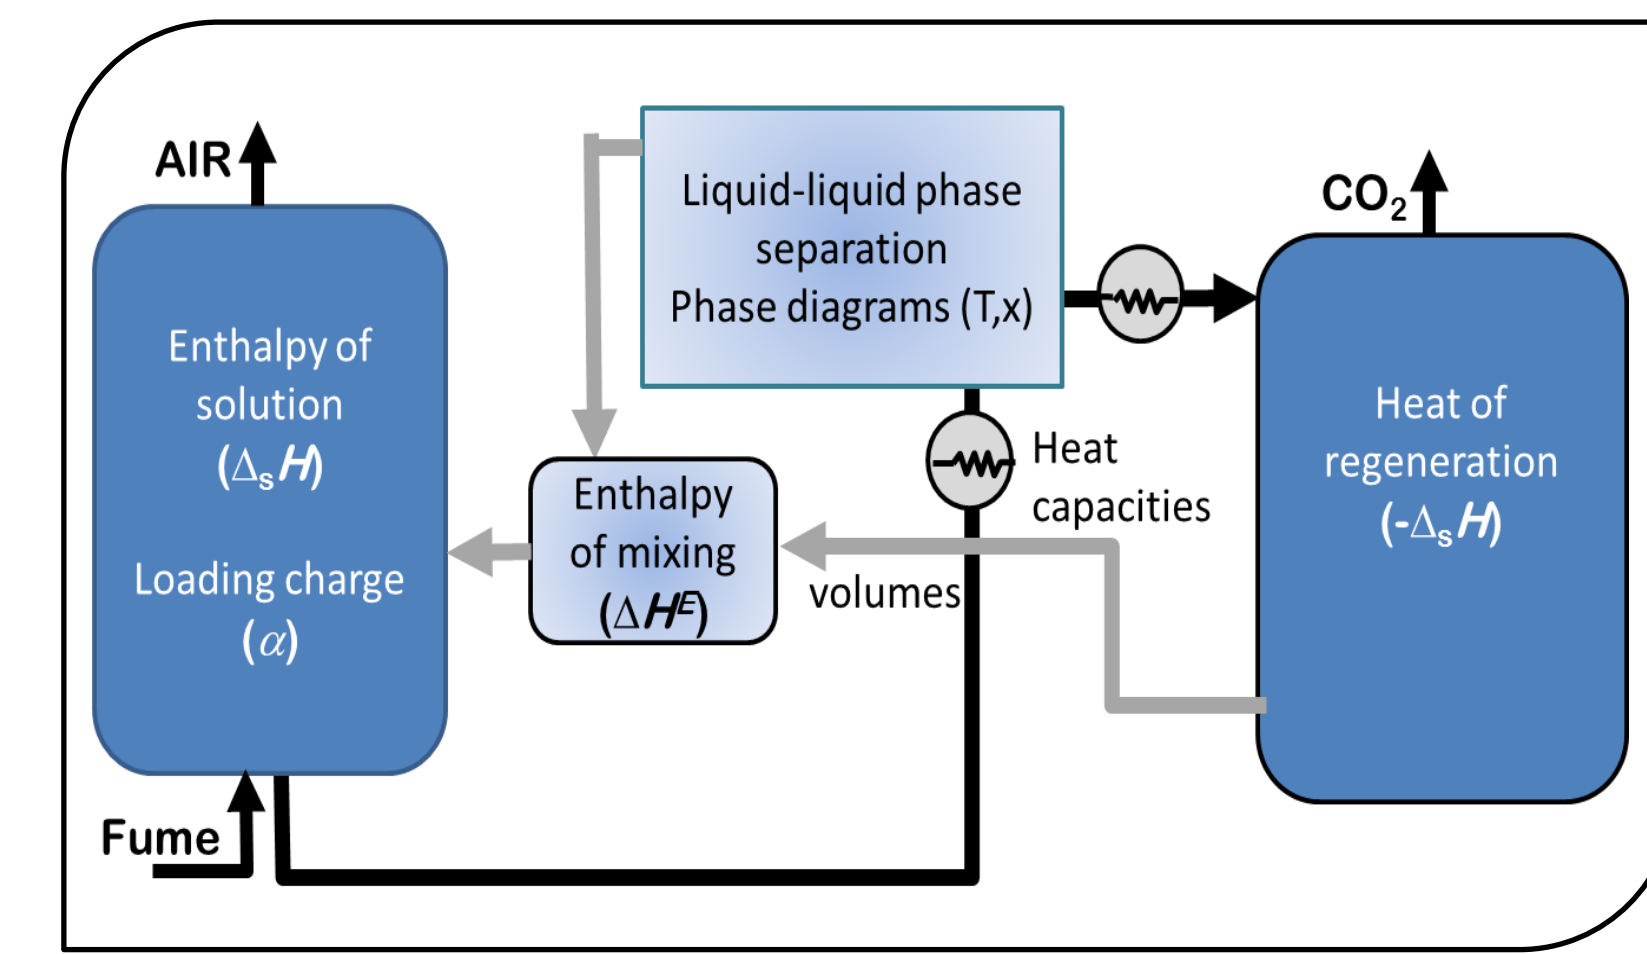 AIR
Enthalpy of
solution
(ΔsH)
Loading charge
(α)
Fume
Liquid-liquid phase
separation
Phase diagrams (T,x)
Enthalpy
of mixing
(ΔHᴱ)
Heat
capacities
volumes
CO₂
Heat of
regeneration
(-ΔsH)